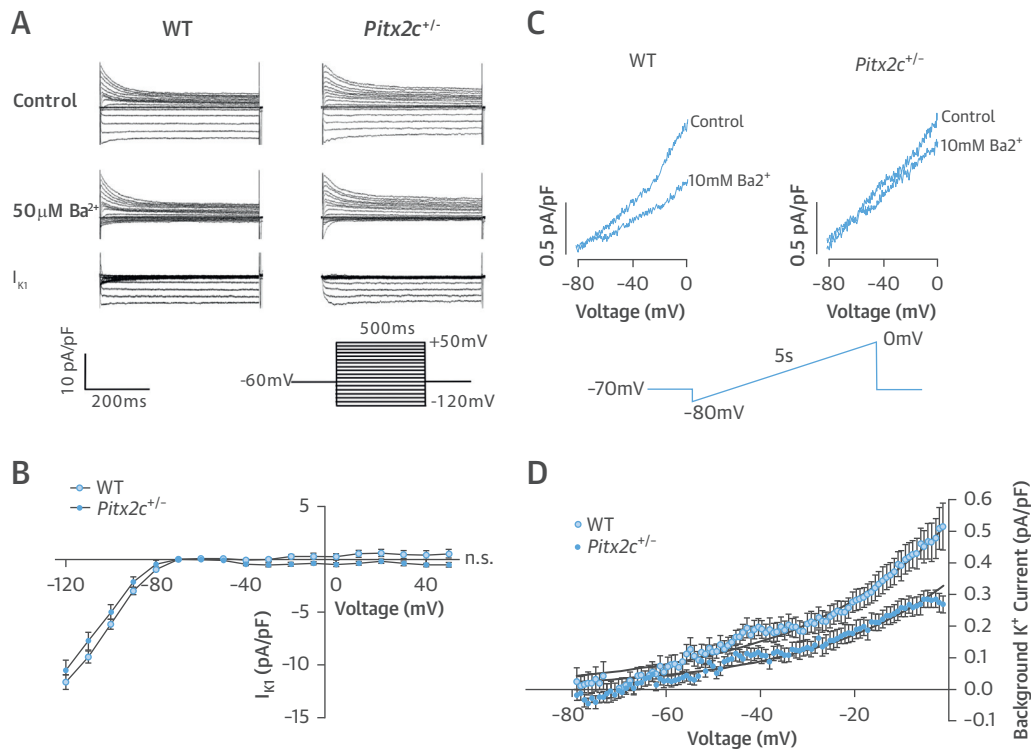 A
WT
Pitx2c+/-
Control
50µM Ba2+
IK1
10 pA/pF
200ms
500ms
+50mV
-60mV
-120mV
C
WT
Pitx2c+/-
Control
10mM Ba2+
Control
10mM Ba2+
0.5 pA/pF
0.5 pA/pF
-80 -40 0
Voltage (mV)
-80 -40 0
Voltage (mV)
0mV
5s
-70mV
-80mV
B
WT
Pitx2c+/-
5
n.s.
-120 -80 -40 0 40
Voltage (mV)
-5
-10
-15
IK1 (pA/pF)
D
WT
Pitx2c+/-
0.6
0.5
0.4
0.3
0.2
0.1
0.0
-0.1
-80 -60 -40 -20
Voltage (mV)
Background K+ Current (pA/pF)